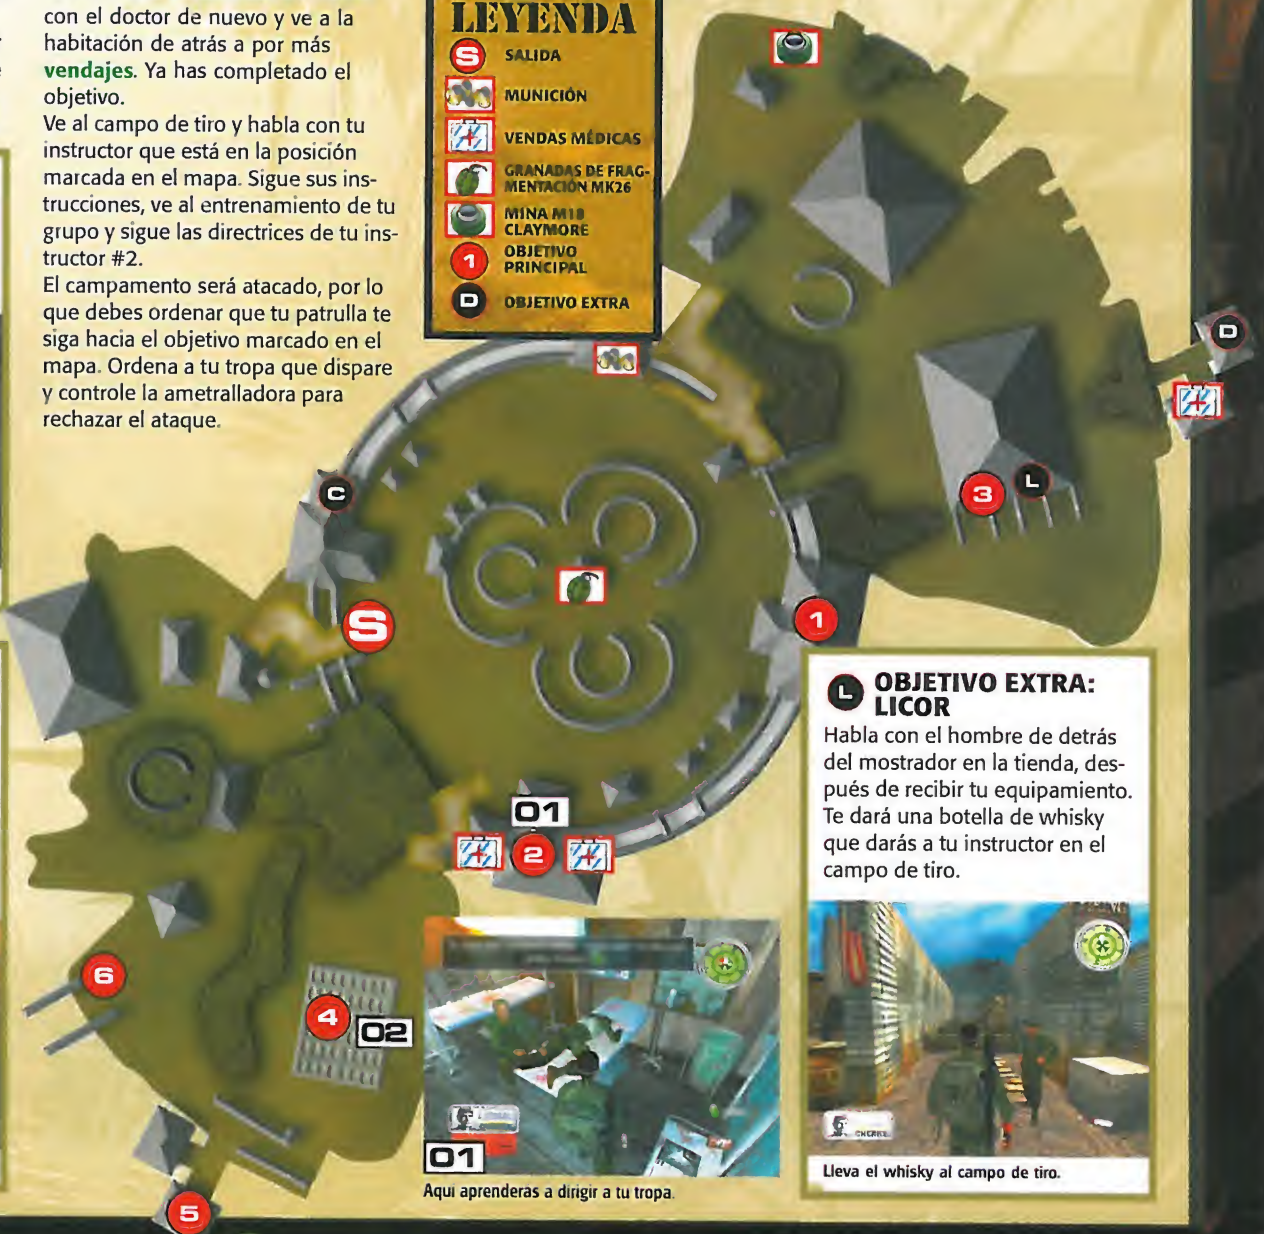 con el doctor de nuevo y ve a la
habitación de atrás a por más
vendajes. Ya has completado el
objetivo.
Ve al campo de tiro y habla con tu
instructor que está en la posición
marcada en el mapa. Sigue sus ins-
trucciones, ve al entrenamiento de tu
grupo y sigue las directrices de tu ins-
tructor #2.
El campamento será atacado, por lo
que debes ordenar que tu patrulla te
siga hacia el objetivo marcado en el
mapa. Ordena a tu tropa que dispare
y controle la ametralladora para
rechazar el ataque.
LEYENDA
S SALIDA
MUNICIÓN
VENDAS MÉDICAS
GRANADAS DE FRAG-
MENTACIÓN MK26
MINA M18
CLAYMORE
1 OBJETIVO
PRINCIPAL
D OBJETIVO EXTRA
D
C
3
L
S
1
01
2
6
4
02
5
01
Aqui aprenderas a dirigir a tu tropa.
L OBJETIVO EXTRA:
LICOR
Habla con el hombre de detrás
del mostrador en la tienda, des-
pués de recibir tu equipamiento.
Te dará una botella de whisky
que darás a tu instructor en el
campo de tiro.
Lleva el whisky al campo de tiro.